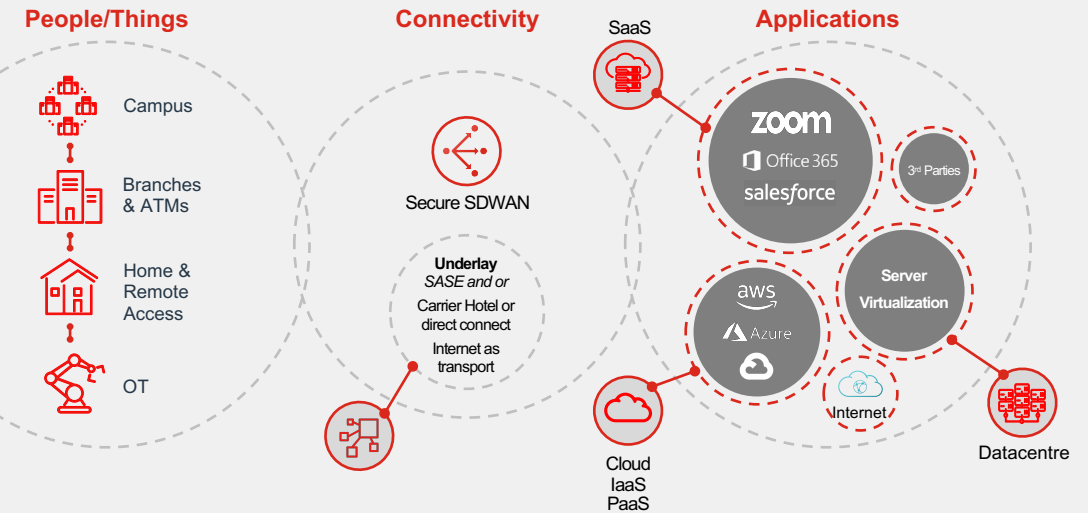 People/Things
Campus
Branches
& ATMs
Home &
Remote
Access
OT
Connectivity
Secure SDWAN
Underlay
SASE and or
Carrier Hotel or
direct connect
Internet as
transport
Applications
SaaS
zoom
Office 365
salesforce
3rd Parties
aws
Azure
Server
Virtualization
Internet
Cloud
IaaS
PaaS
Datacentre